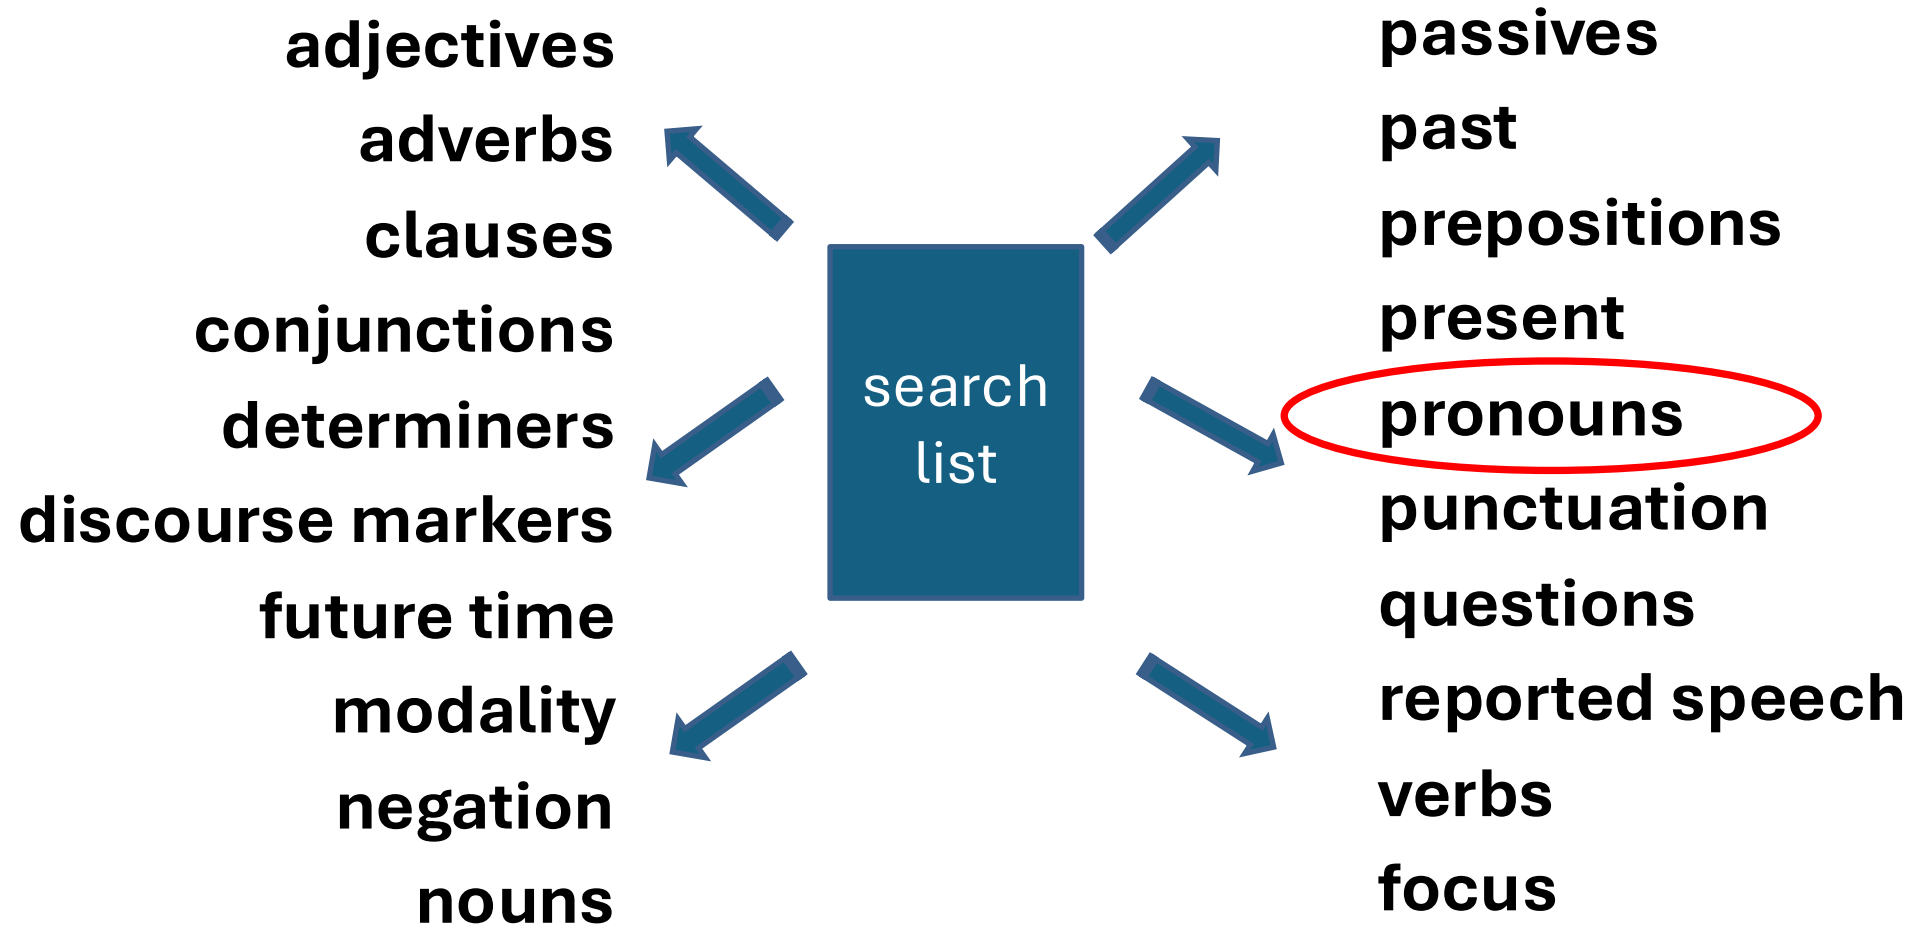 adjectives
adverbs
clauses
conjunctions
determiners
discourse markers
future time
modality
negation
nouns
search
list
passives
past
prepositions
present
pronouns
punctuation
questions
reported speech
verbs
focus